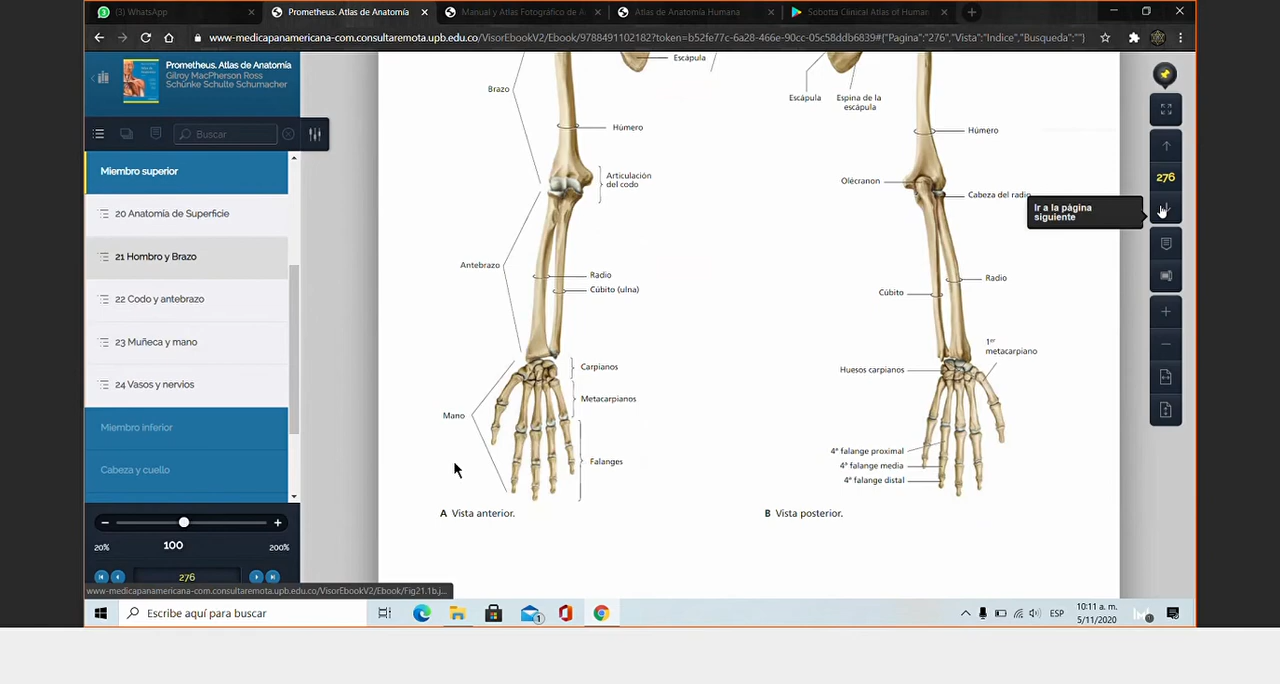 (3) WhatsApp
Prometheus. Atlas de Anatomía
Manual y Atlas Fotográfico de A
Atlas de Anatomía Humana
Sobotta Clinical Atlas of Human
www-medicapanamericana-com.consultaremota.upb.edu.co/VisorEbookV2/Ebook/9788491102182?token=b52fe77c-6a28-466e-90cc-05c58ddb6839#{"Pagina":"276","Vista":"Indice","Busqueda":""}
Prometheus. Atlas de Anatomía
Gilroy MacPherson Ross
Schünke Schulte Schumacher
Buscar
Miembro superior
20 Anatomía de Superficie
21 Hombro y Brazo
22 Codo y antebrazo
23 Muñeca y mano
24 Vasos y nervios
Miembro inferior
Cabeza y cuello
20%
100
200%
276
www-medicapanamericana-com.consultaremota.upb.edu.co/VisorEbookV2/Ebook/Fig21.1b.j...
Escápula
Brazo
Húmero
Articulación
del codo
Antebrazo
Radio
Cúbito (ulna)
Carpianos
Metacarpianos
Mano
Falanges
A Vista anterior.
Escápula
Espina de la
escápula
Húmero
Olécranon
Cabeza del radio
Radio
Cúbito
1er
metacarpiano
Huesos carpianos
4ª falange proximal
4ª falange media
4ª falange distal
B Vista posterior.
276
Ir a la página
siguiente
Escribe aquí para buscar
1
ESP
10:11 a. m.
5/11/2020